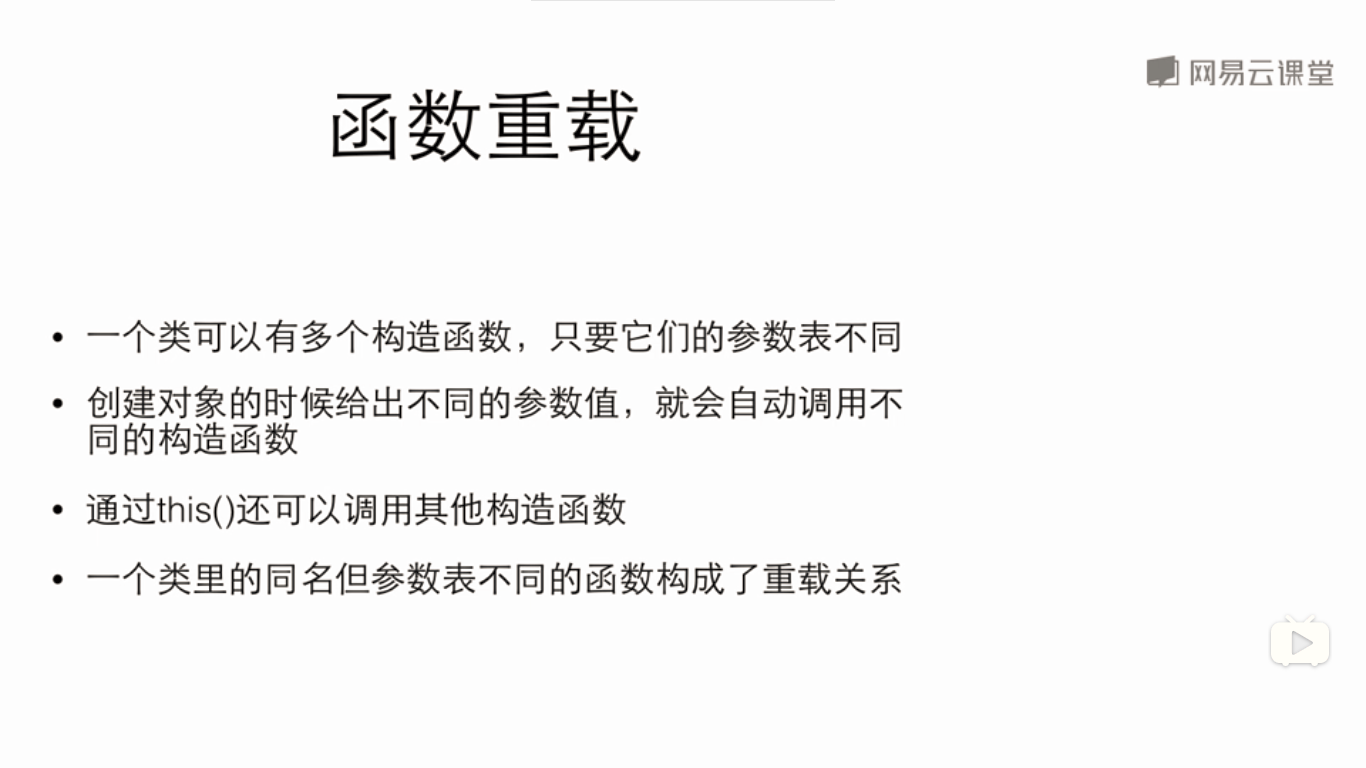 网易云课堂
函数重载
• 一个类可以有多个构造函数，只要它们的参数表不同
• 创建对象的时候给出不同的参数值，就会自动调用不
同的构造函数
• 通过this()还可以调用其他构造函数
• 一个类里的同名但参数表不同的函数构成了重载关系